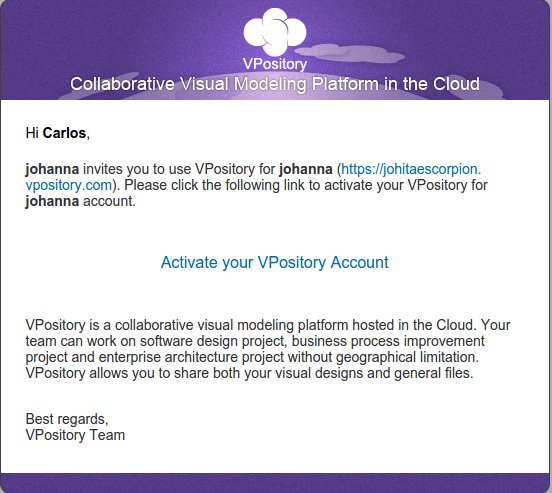 VPository
Collaborative Visual Modeling Platform in the Cloud
Hi Carlos,
johanna invites you to use VPository for johanna (https://johitaescorpion.
vpository.com). Please click the following link to activate your VPository for
johanna account.
Activate your VPository Account
VPository is a collaborative visual modeling platform hosted in the Cloud. Your
team can work on software design project, business process improvement
project and enterprise architecture project without geographical limitation.
VPository allows you to share both your visual designs and general files.
Best regards,
VPository Team